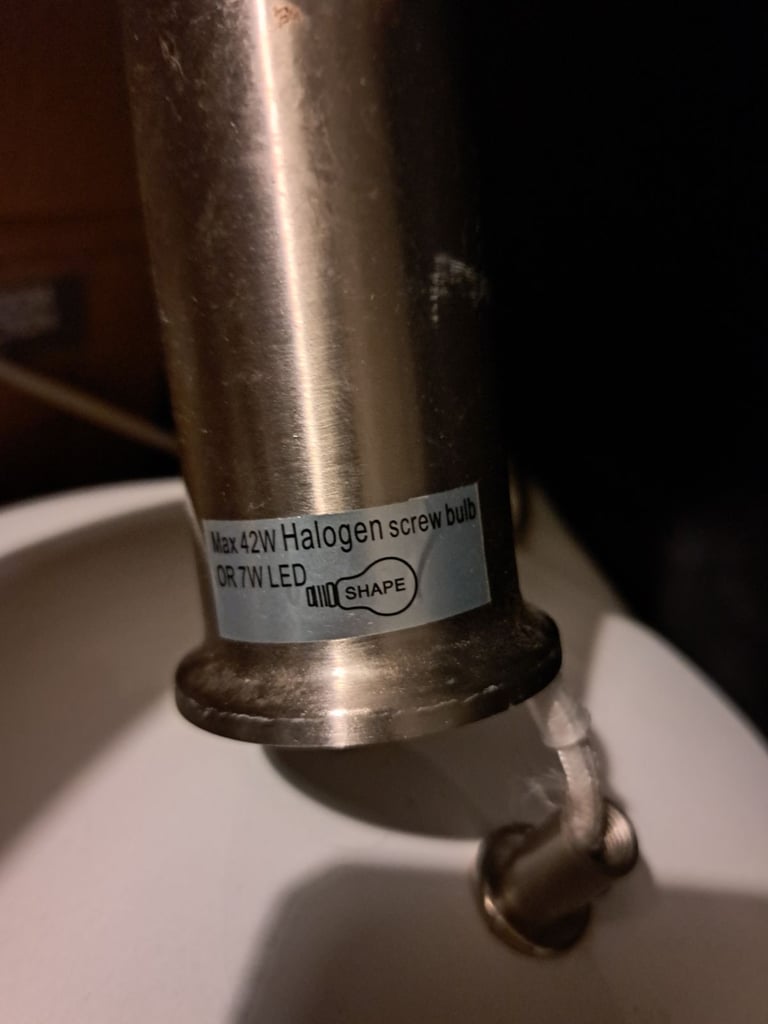 Max 42W Halogen screw bulb
OR 7W LED SHAPE